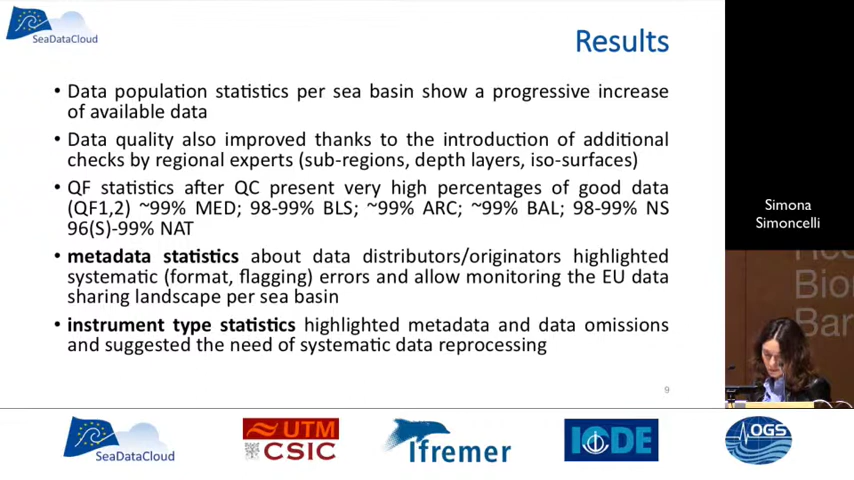 SeaDataCloud
Results
• Data population statistics per sea basin show a progressive increase
of available data
• Data quality also improved thanks to the introduction of additional
checks by regional experts (sub-regions, depth layers, iso-surfaces)
• QF statistics after QC present very high percentages of good data
(QF1,2) ~99% MED; 98-99% BLS; ~99% ARC; ~99% BAL; 98-99% NS
96(S)-99% NAT
• metadata statistics about data distributors/originators highlighted
systematic (format, flagging) errors and allow monitoring the EU data
sharing landscape per sea basin
• instrument type statistics highlighted metadata and data omissions
and suggested the need of systematic data reprocessing
9
Simona
Simoncelli
Bio
Bar
SeaDataCloud
UTM
CSIC
Ifremer
IODE
OGS